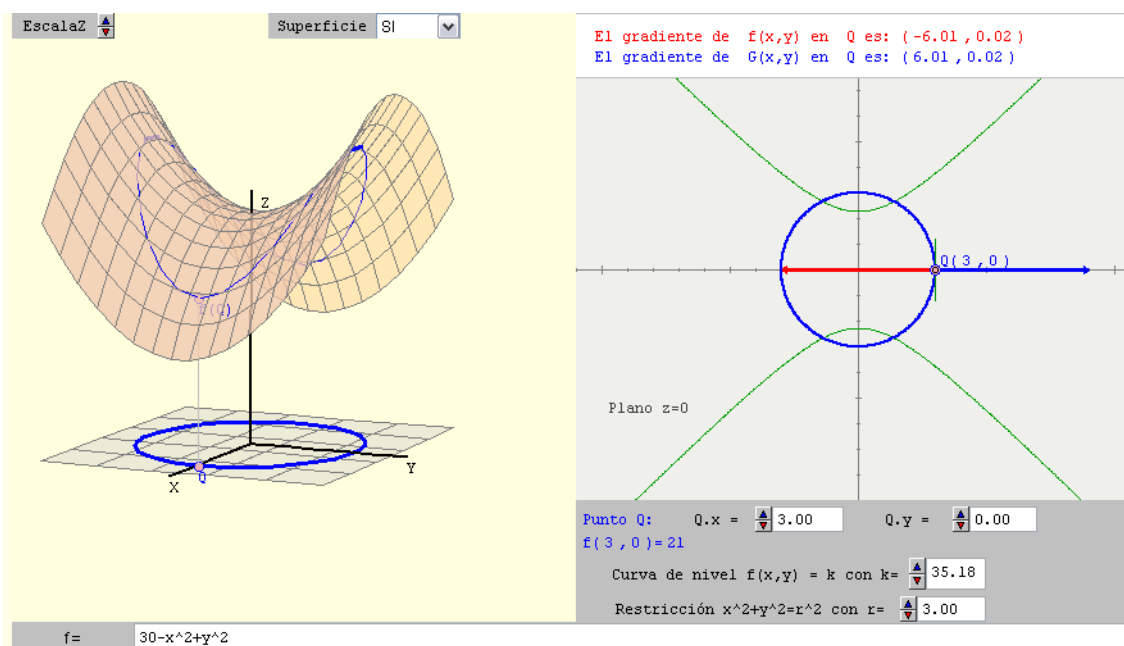 EscalaZ Superficie SI
El gradiente de f(x,y) en Q es: (-6.01,0.02)
El gradiente de G(x,y) en Q es: (6.01,0.02)
Z
f(Q)
Y
X
Q
Q(3,0)
Plano z=0
Punto Q: Q.x = 3.00 Q.y = 0.00
f(3,0)=21
Curva de nivel f(x,y) = k con k= 35.18
Restricción x^2+y^2=r^2 con r= 3.00
f= 30-x^2+y^2